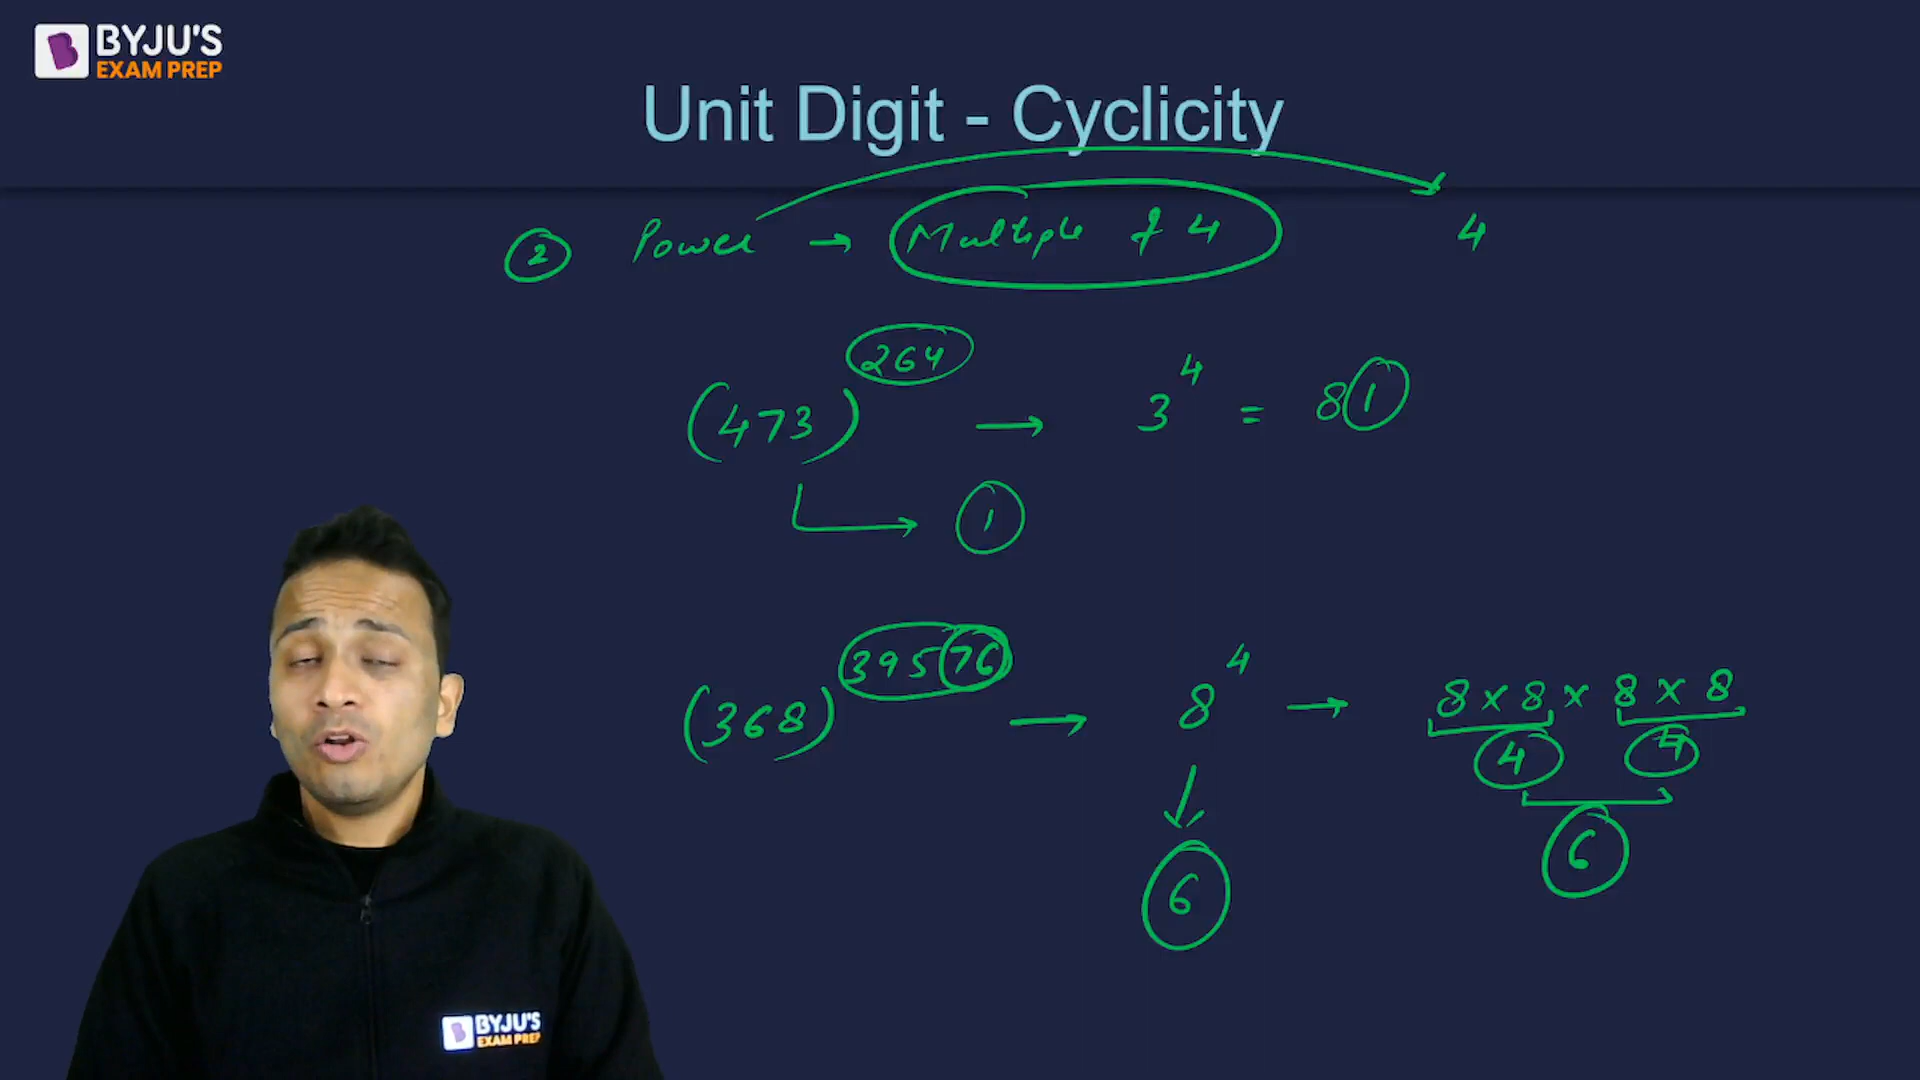 BYJU'S
EXAM PREP
Unit Digit - Cyclicity
2 Power → Multiple of 4 4
(473)^264 → 3^4 = 81
1
(368)^39576 → 8^4 → 8 × 8 × 8 × 8
4 4
6
6
BYJU'S
EXAM PREP